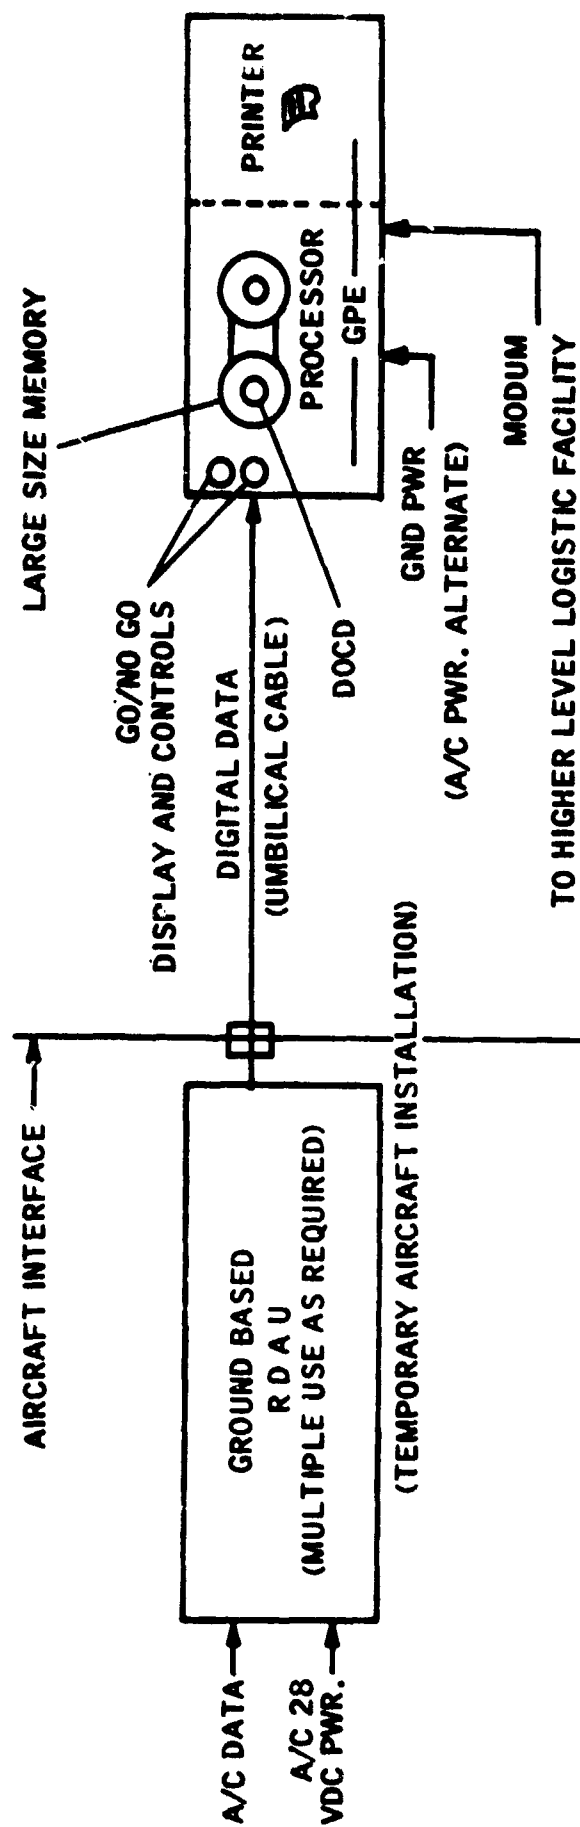 AIRCRAFT INTERFACE
A/C DATA
A/C 28
VDC PWR.
GROUND BASED
R D A U
(MULTIPLE USE AS REQUIRED)
(TEMPORARY AIRCRAFT INSTALLATION)
LARGE SIZE MEMORY
GO/NO GO
DISPLAY AND CONTROLS
DIGITAL DATA
(UMBILICAL CABLE)
DOCD
PROCESSOR
PRINTER
GPE
GND PWR
(A/C PWR. ALTERNATE)
MODUM
TO HIGHER LEVEL LOGISTIC FACILITY